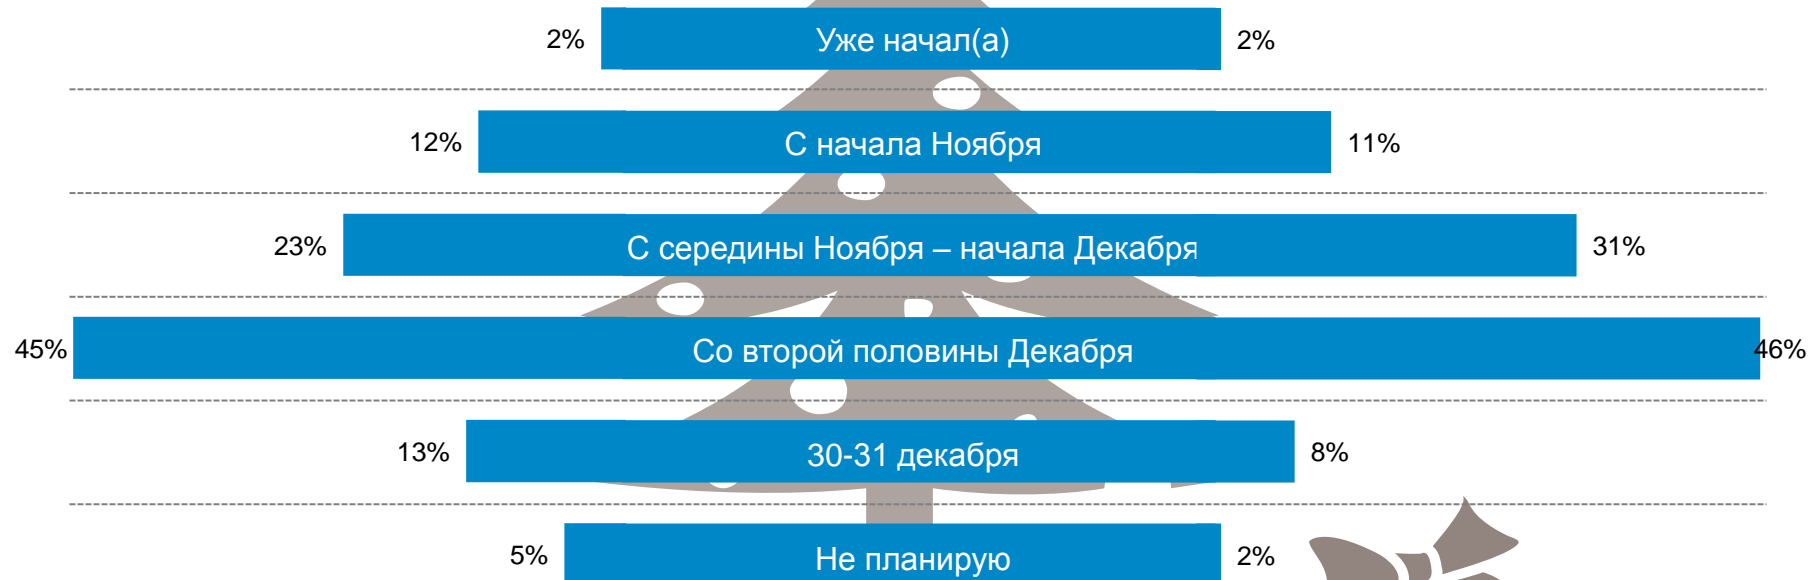 2% Уже начал(а) 2%
12% С начала Ноября 11%
23% С середины Ноября – начала Декабря 31%
45% Со второй половины Декабря 46%
13% 30-31 декабря 8%
5% Не планирую 2%